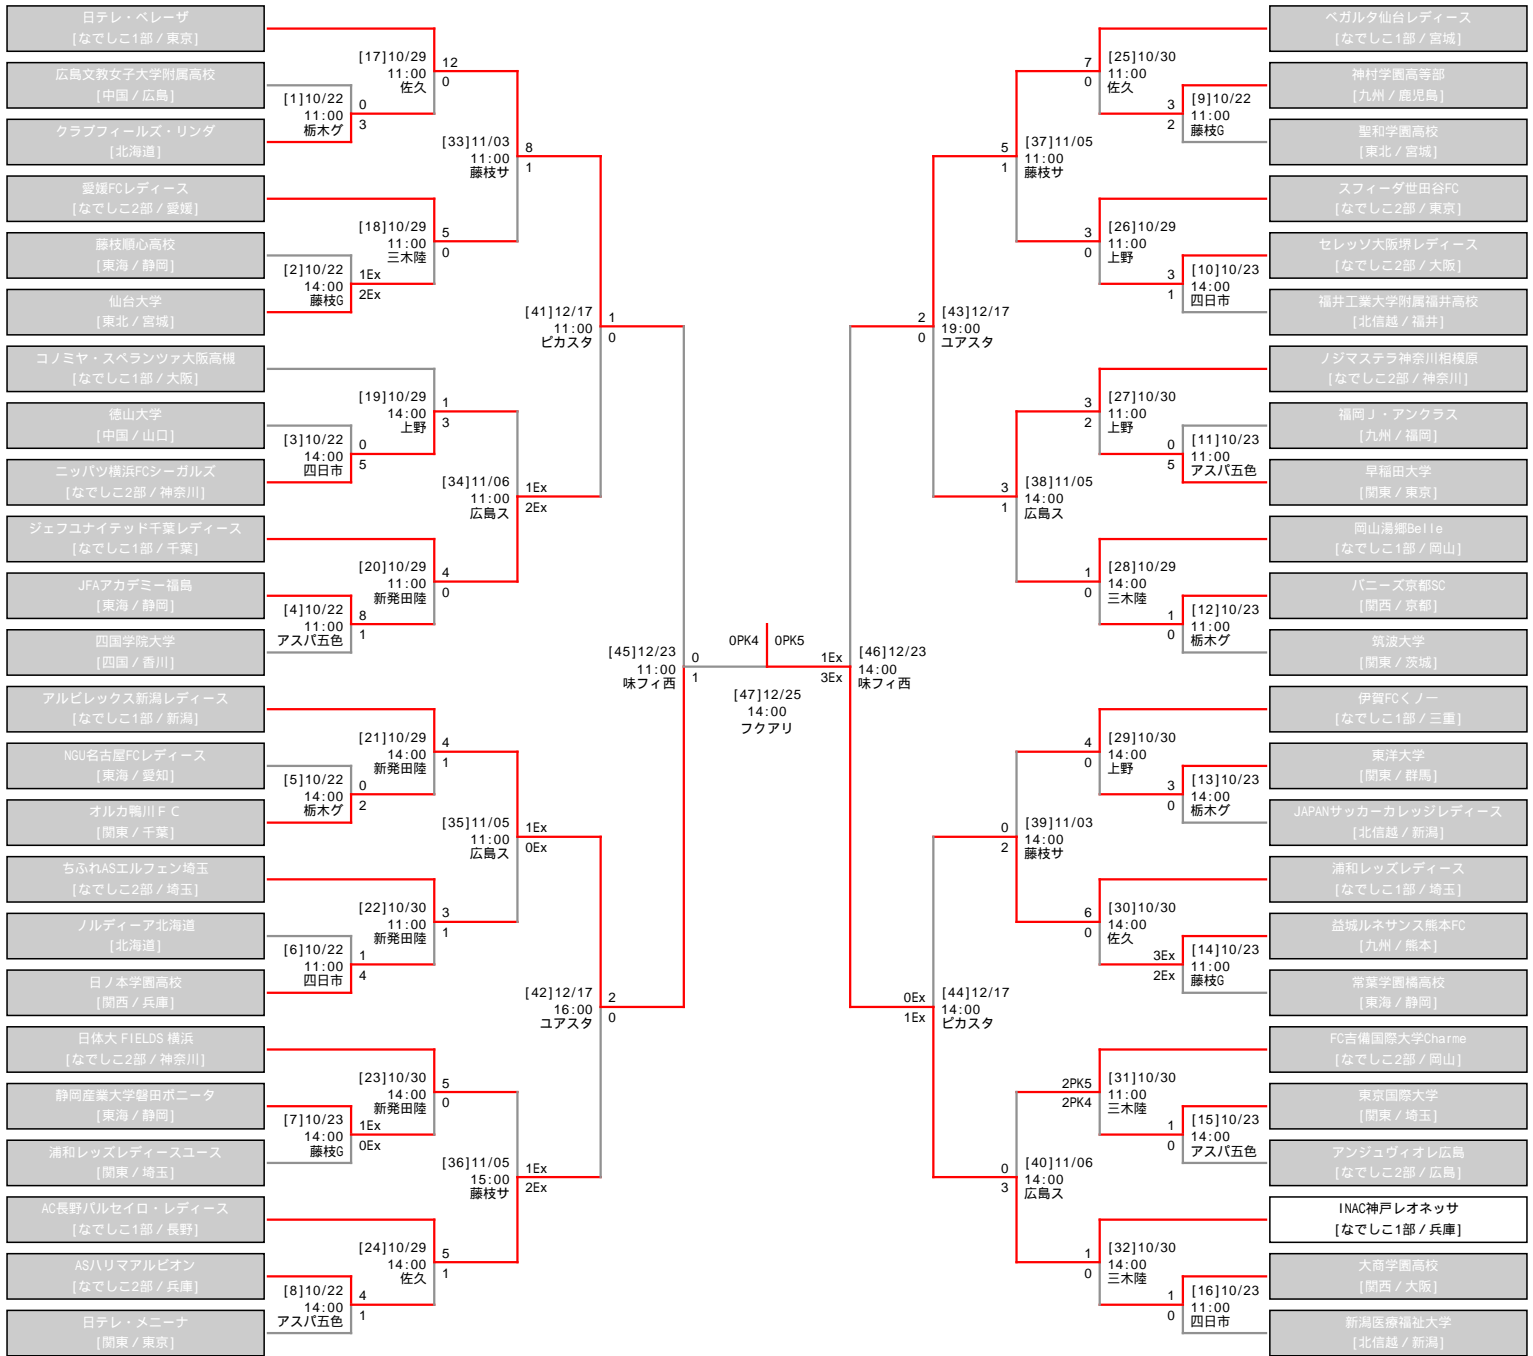 日テレ・ベレーザ
[なでしこ1部 / 東京]
広島文教女子大学附属高校
[中国 / 広島]
クラブフィールズ・リンダ
[北海道]
愛媛FCレディース
[なでしこ2部 / 愛媛]
藤枝順心高校
[東海 / 静岡]
仙台大学
[東北 / 宮城]
コノミヤ・スペランツァ大阪高槻
[なでしこ1部 / 大阪]
徳山大学
[中国 / 山口]
ニッパツ横浜FCシーガルズ
[なでしこ2部 / 神奈川]
ジェフユナイテッド千葉レディース
[なでしこ1部 / 千葉]
JFAアカデミー福島
[東海 / 静岡]
四国学院大学
[四国 / 香川]
アルビレックス新潟レディース
[なでしこ1部 / 新潟]
NGU名古屋FCレディース
[東海 / 愛知]
オルカ鴨川ＦＣ
[関東 / 千葉]
ちふれASエルフェン埼玉
[なでしこ2部 / 埼玉]
ノルディーア北海道
[北海道]
日ノ本学園高校
[関西 / 兵庫]
日体大 FIELDS 横浜
[なでしこ2部 / 神奈川]
静岡産業大学磐田ボニータ
[東海 / 静岡]
浦和レッズレディースユース
[関東 / 埼玉]
AC長野パルセイロ・レディース
[なでしこ1部 / 長野]
ASハリマアルビオン
[なでしこ2部 / 兵庫]
日テレ・メニーナ
[関東 / 東京]
[1]10/22
11:00
栃木グ
0
3
[2]10/22
14:00
藤枝G
1Ex
2Ex
[3]10/22
14:00
四日市
0
5
[4]10/22
11:00
アスパ五色
8
1
[5]10/22
14:00
栃木グ
0
2
[6]10/22
11:00
四日市
1
4
[7]10/23
14:00
藤枝G
1Ex
0Ex
[8]10/22
14:00
アスパ五色
4
1
[17]10/29
11:00
佐久
12
0
[18]10/29
11:00
三木陸
5
0
[19]10/29
14:00
上野
1
3
[20]10/29
11:00
新発田陸
4
0
[21]10/29
14:00
新発田陸
4
1
[22]10/30
11:00
新発田陸
3
1
[23]10/30
14:00
新発田陸
5
0
[24]10/29
14:00
佐久
5
1
[33]11/03
11:00
藤枝サ
8
1
[34]11/06
11:00
広島ス
1Ex
2Ex
[35]11/05
11:00
広島ス
1Ex
0Ex
[36]11/05
15:00
藤枝サ
1Ex
2Ex
[41]12/17
11:00
ピカスタ
1
0
[42]12/17
16:00
ユアスタ
2
0
[45]12/23
11:00
味フィ西
0
1
0PK4
0PK5
[47]12/25
14:00
フクアリ
1Ex
3Ex
[46]12/23
14:00
味フィ西
2
0
[43]12/17
19:00
ユアスタ
0Ex
1Ex
[44]12/17
14:00
ピカスタ
5
1
[37]11/05
11:00
藤枝サ
3
1
[38]11/05
14:00
広島ス
0
2
[39]11/03
14:00
藤枝サ
0
3
[40]11/06
14:00
広島ス
7
0
[25]10/30
11:00
佐久
3
0
[26]10/29
11:00
上野
3
2
[27]10/30
11:00
上野
1
0
[28]10/29
14:00
三木陸
4
0
[29]10/30
14:00
上野
6
0
[30]10/30
14:00
佐久
2PK5
2PK4
[31]10/30
11:00
三木陸
1
0
[32]10/30
14:00
三木陸
3
2
[9]10/22
11:00
藤枝G
3
1
[10]10/23
14:00
四日市
0
5
[11]10/23
11:00
アスパ五色
1
0
[12]10/23
11:00
栃木グ
3
0
[13]10/23
14:00
栃木グ
3Ex
2Ex
[14]10/23
11:00
藤枝G
1
0
[15]10/23
14:00
アスパ五色
1
0
[16]10/23
11:00
四日市
ベガルタ仙台レディース
[なでしこ1部 / 宮城]
神村学園高等部
[九州 / 鹿児島]
聖和学園高校
[東北 / 宮城]
スフィーダ世田谷FC
[なでしこ2部 / 東京]
セレッソ大阪堺レディース
[なでしこ2部 / 大阪]
福井工業大学附属福井高校
[北信越 / 福井]
ノジマステラ神奈川相模原
[なでしこ2部 / 神奈川]
福岡Ｊ・アンクラス
[九州 / 福岡]
早稲田大学
[関東 / 東京]
岡山湯郷Belle
[なでしこ1部 / 岡山]
バニーズ京都SC
[関西 / 京都]
筑波大学
[関東 / 茨城]
伊賀FCくノ一
[なでしこ1部 / 三重]
東洋大学
[関東 / 群馬]
JAPANサッカーカレッジレディース
[北信越 / 新潟]
浦和レッズレディース
[なでしこ1部 / 埼玉]
益城ルネサンス熊本FC
[九州 / 熊本]
常葉学園橘高校
[東海 / 静岡]
FC吉備国際大学Charme
[なでしこ2部 / 岡山]
東京国際大学
[関東 / 埼玉]
アンジュヴィオレ広島
[なでしこ2部 / 広島]
INAC神戸レオネッサ
[なでしこ1部 / 兵庫]
大商学園高校
[関西 / 大阪]
新潟医療福祉大学
[北信越 / 新潟]